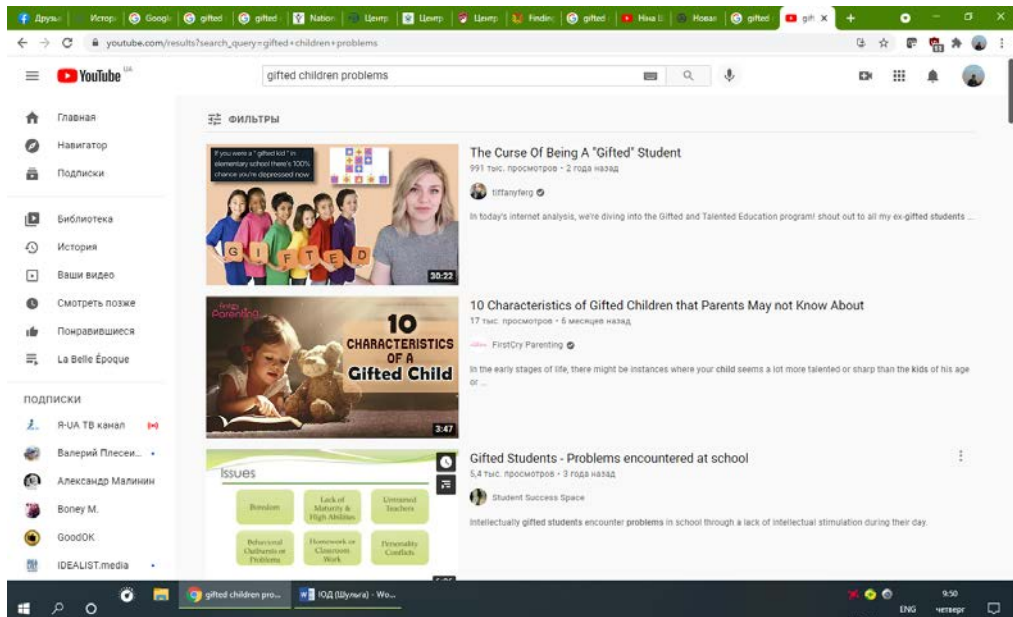 Друзь
Истор
Googl
gifted
gifted
Nation
Центр
Центр
Центр
Findin
gifted
Ніна
Новая
gifted
gift
youtube.com/results?search_query=gifted+children+problems
YouTube UA
gifted children problems
Главная
Навигатор
Подписки
Библиотека
История
Ваши видео
Смотреть позже
Понравившиеся
La Belle Époque
ПОДПИСКИ
Я-UA ТВ канал
Валерий Плесеи...
Александр Малинин
Boney M.
GoodOK
IDEALIST.media
ФИЛЬТРЫ
If you were a "gifted kid" in
elementary school there's 100%
chance you're depressed now
GIFTED
30:22
The Curse Of Being A "Gifted" Student
991 тыс. просмотров • 2 года назад
tiffanyferg
In today's internet analysis, we're diving into the Gifted and Talented Education program! shout out to all my ex-gifted students ...
firstcry
Parenting
10
CHARACTERISTICS
OF A
Gifted Child
3:47
10 Characteristics of Gifted Children that Parents May not Know About
17 тыс. просмотров • 6 месяцев назад
FirstCry Parenting
In the early stages of life, there might be instances where your child seems a lot more talented or sharp than the kids of his age
or ...
Issues
Boredom
Lack of
Maturity &
High Abilities
Untrained
Teachers
Behavioral
Outbursts or
Problems
Homework or
Classroom
Work
Personality
Conflicts
Gifted Students - Problems encountered at school
5,4 тыс. просмотров • 3 года назад
Student Success Space
Intellectually gifted students encounter problems in school through a lack of intellectual stimulation during their day.
gifted children pro...
ЮД (Шульга) - Wo...
ENG
9:50
четверг